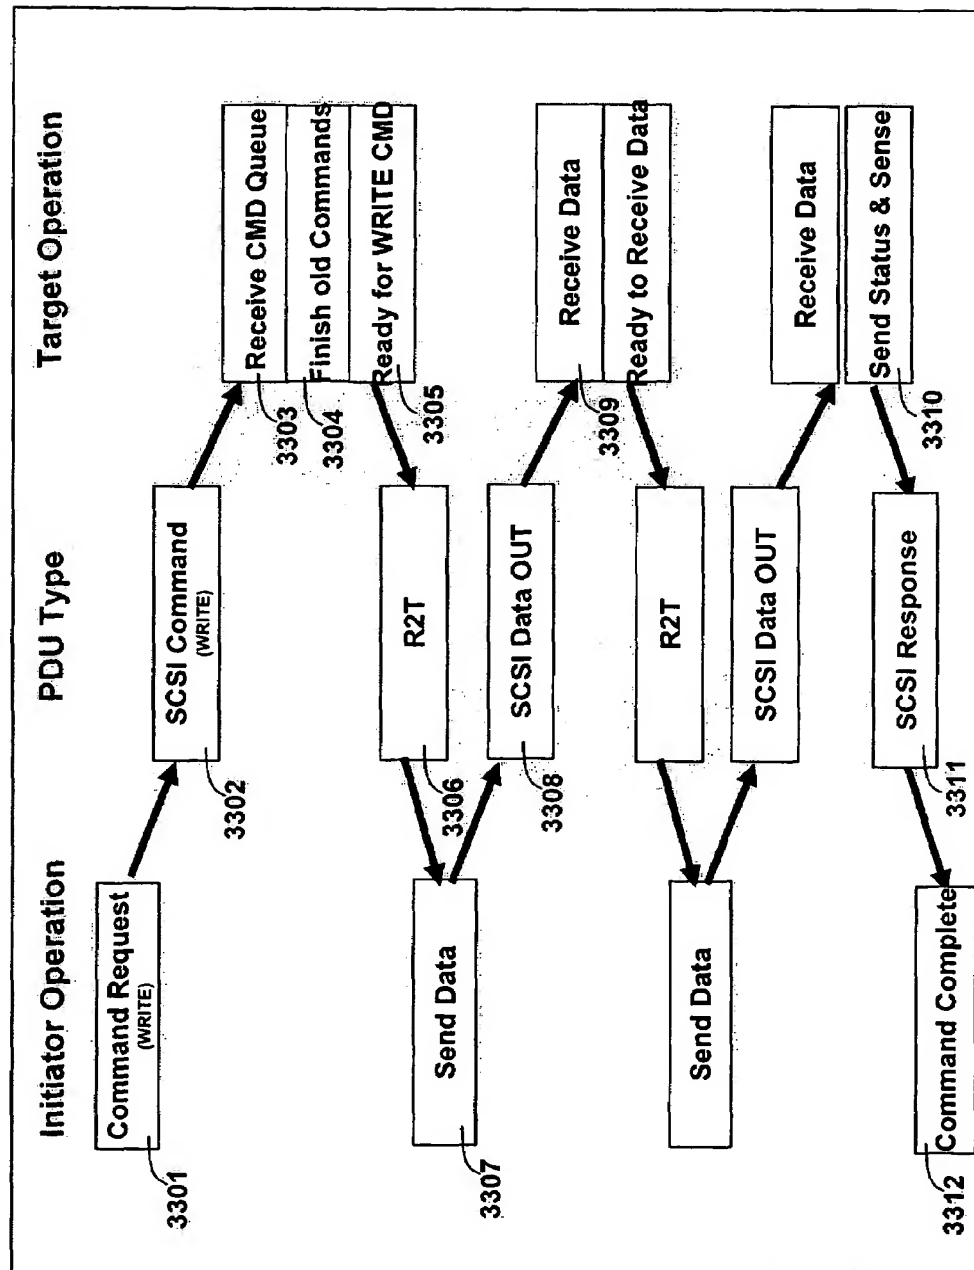 Initiator Operation
PDU Type
Target Operation
Command Request
(WRITE)
3301
SCSI Command
(WRITE)
3302
Receive CMD Queue
3303
Finish old Commands
3304
Ready for WRITE CMD
3305
R2T
3306
Send Data
3307
SCSI Data OUT
3308
Receive Data
3309
Ready to Receive Data
R2T
Send Data
SCSI Data OUT
Receive Data
Send Status & Sense
3310
SCSI Response
3311
Command Complete
3312